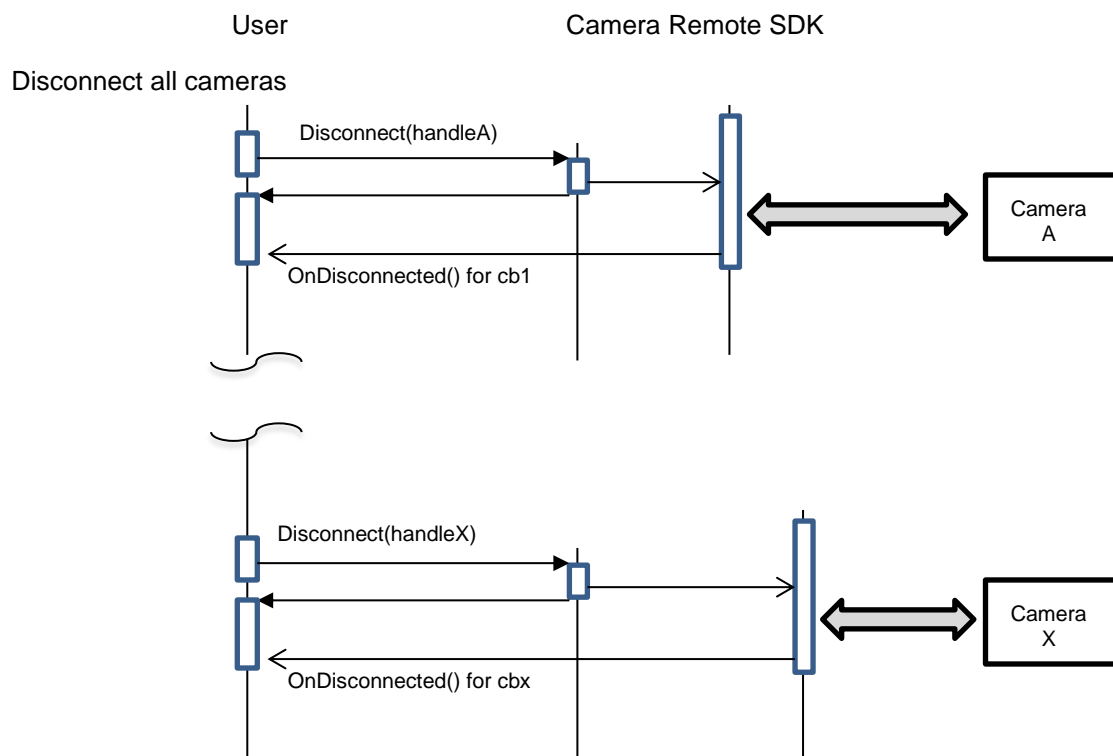 User
Camera Remote SDK
Disconnect all cameras
Disconnect(handleA)
Camera
A
OnDisconnected() for cb1
Disconnect(handleX)
Camera
X
OnDisconnected() for cbx